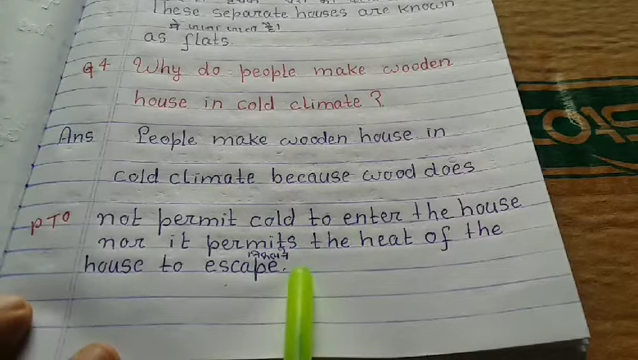 These separate houses are known
as flats.
Q4 Why do people make wooden
house in cold climate?
Ans People make wooden house in
cold climate because wood does
PTO not permit cold to enter the house
nor it permits the heat of the
house to escape.
COAS